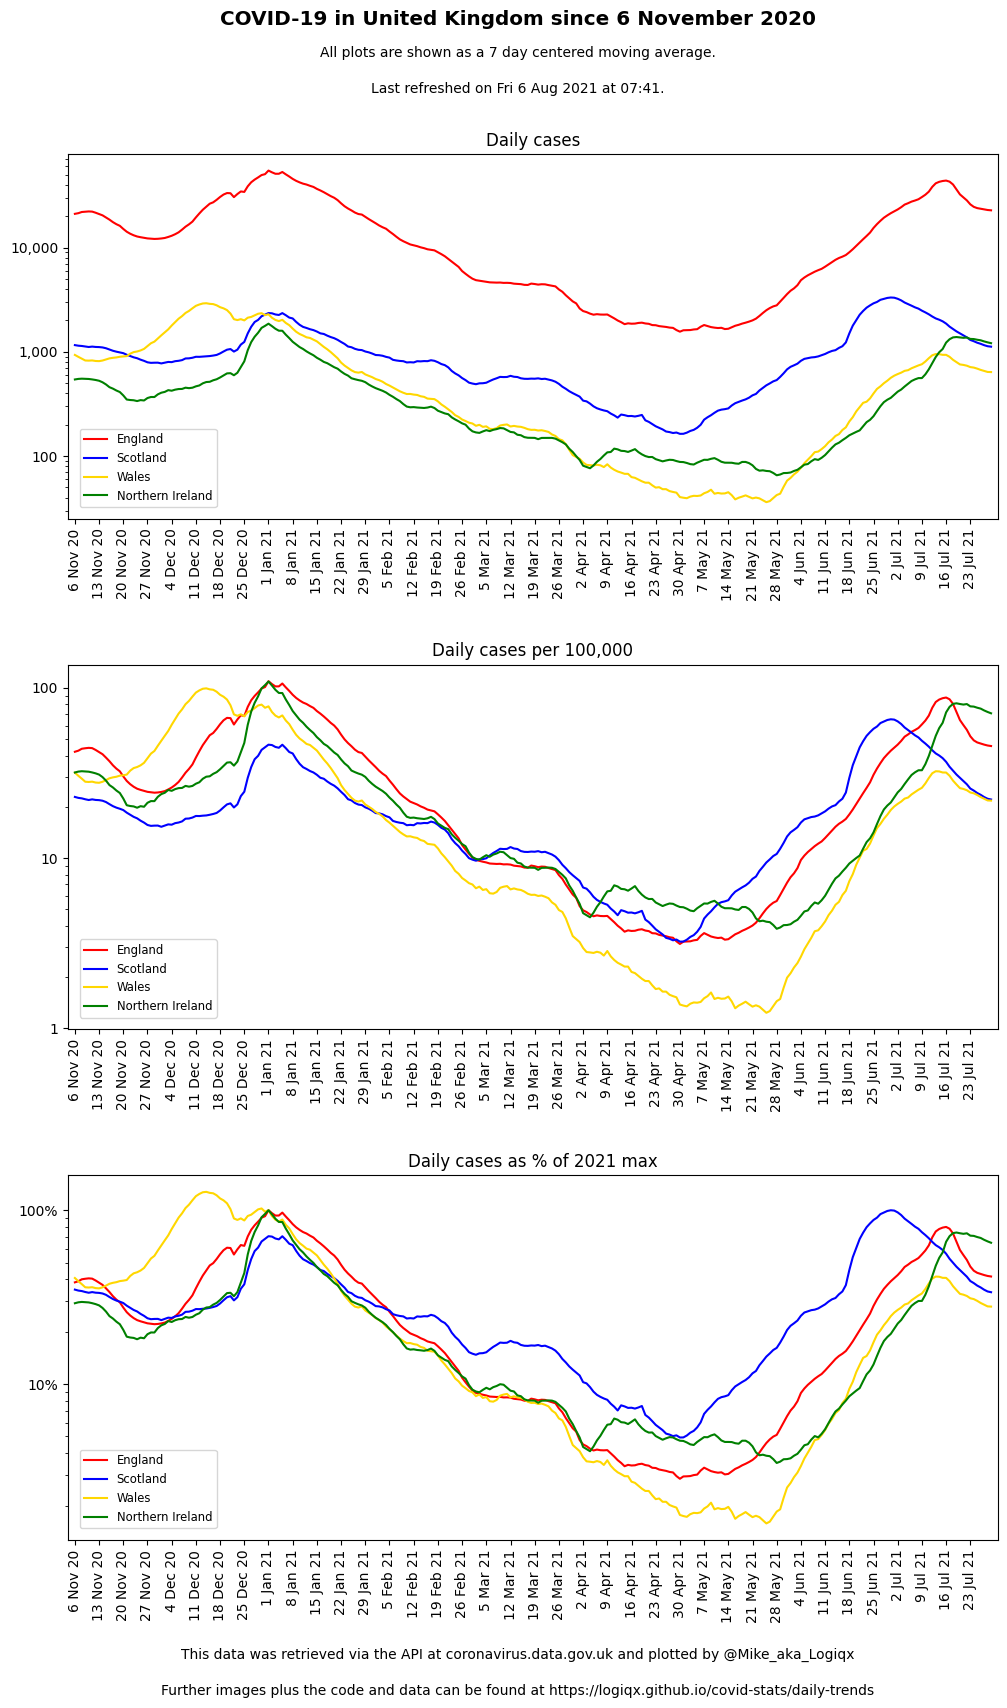 COVID-19 in United Kingdom since 6 November 2020
All plots are shown as a 7 day centered moving average.
Last refreshed on Fri 6 Aug 2021 at 07:41.
Daily cases
10,000
1,000
100
England
Scotland
Wales
Northern Ireland
6 Nov 20
13 Nov 20
20 Nov 20
27 Nov 20
4 Dec 20
11 Dec 20
18 Dec 20
25 Dec 20
1 Jan 21
8 Jan 21
15 Jan 21
22 Jan 21
29 Jan 21
5 Feb 21
12 Feb 21
19 Feb 21
26 Feb 21
5 Mar 21
12 Mar 21
19 Mar 21
26 Mar 21
2 Apr 21
9 Apr 21
16 Apr 21
23 Apr 21
30 Apr 21
7 May 21
14 May 21
21 May 21
28 May 21
4 Jun 21
11 Jun 21
18 Jun 21
25 Jun 21
2 Jul 21
9 Jul 21
16 Jul 21
23 Jul 21
Daily cases per 100,000
100
10
1
England
Scotland
Wales
Northern Ireland
6 Nov 20
13 Nov 20
20 Nov 20
27 Nov 20
4 Dec 20
11 Dec 20
18 Dec 20
25 Dec 20
1 Jan 21
8 Jan 21
15 Jan 21
22 Jan 21
29 Jan 21
5 Feb 21
12 Feb 21
19 Feb 21
26 Feb 21
5 Mar 21
12 Mar 21
19 Mar 21
26 Mar 21
2 Apr 21
9 Apr 21
16 Apr 21
23 Apr 21
30 Apr 21
7 May 21
14 May 21
21 May 21
28 May 21
4 Jun 21
11 Jun 21
18 Jun 21
25 Jun 21
2 Jul 21
9 Jul 21
16 Jul 21
23 Jul 21
Daily cases as % of 2021 max
100%
10%
England
Scotland
Wales
Northern Ireland
6 Nov 20
13 Nov 20
20 Nov 20
27 Nov 20
4 Dec 20
11 Dec 20
18 Dec 20
25 Dec 20
1 Jan 21
8 Jan 21
15 Jan 21
22 Jan 21
29 Jan 21
5 Feb 21
12 Feb 21
19 Feb 21
26 Feb 21
5 Mar 21
12 Mar 21
19 Mar 21
26 Mar 21
2 Apr 21
9 Apr 21
16 Apr 21
23 Apr 21
30 Apr 21
7 May 21
14 May 21
21 May 21
28 May 21
4 Jun 21
11 Jun 21
18 Jun 21
25 Jun 21
2 Jul 21
9 Jul 21
16 Jul 21
23 Jul 21
This data was retrieved via the API at coronavirus.data.gov.uk and plotted by @Mike_aka_Logiqx
Further images plus the code and data can be found at https://logiqx.github.io/covid-stats/daily-trends